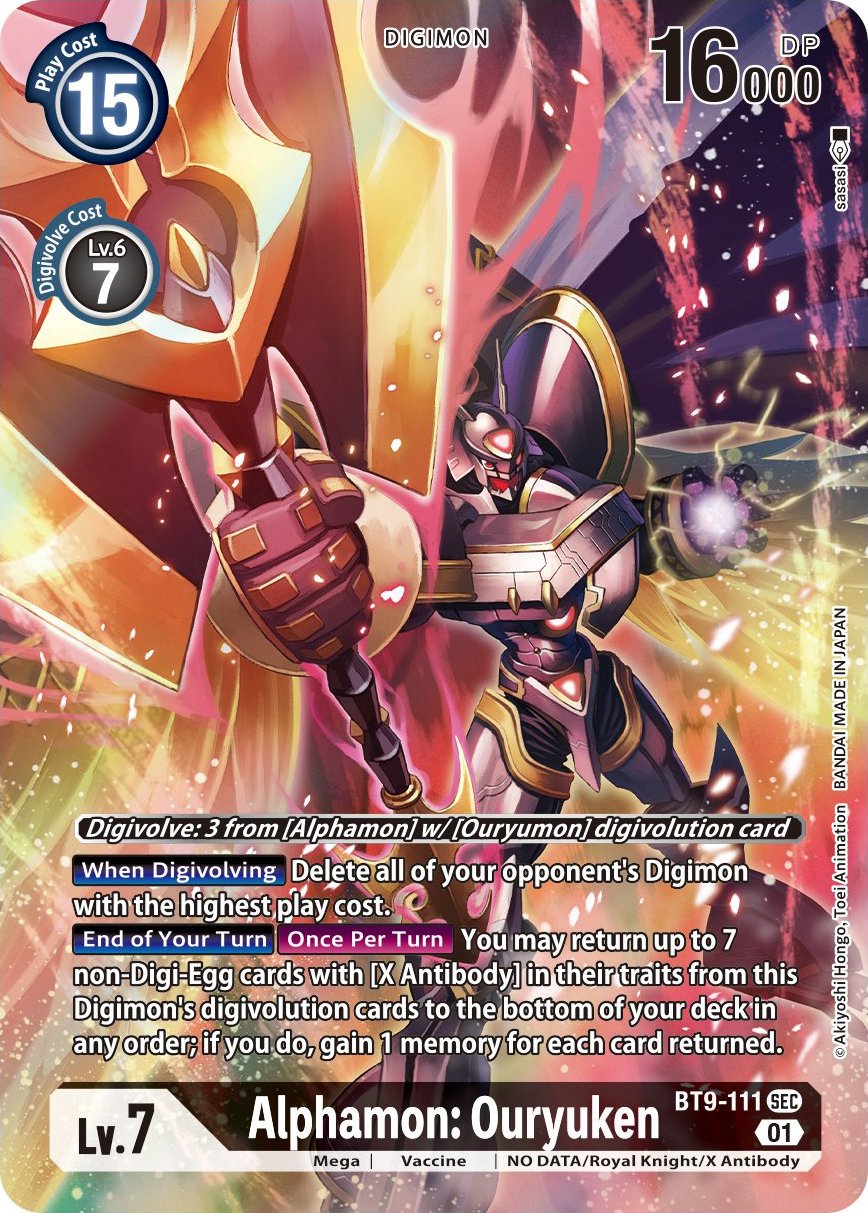 Play Cost
15
DIGIMON
16000
DP
sasasi
Digivolve Cost
Lv.6
7
Digivolve: 3 from [Alphamon] w/ [Ouryumon] digivolution card
When Digivolving Delete all of your opponent's Digimon
with the highest play cost.
End of Your Turn Once Per Turn You may return up to 7
non-Digi-Egg cards with [X Antibody] in their traits from this
Digimon's digivolution cards to the bottom of your deck in
any order; if you do, gain 1 memory for each card returned.
©Akiyoshi Hongo, Toei Animation BANDAI MADE IN JAPAN
Lv.7
Alphamon: Ouryuken
BT9-111 SEC
01
Mega | Vaccine | NO DATA/Royal Knight/X Antibody